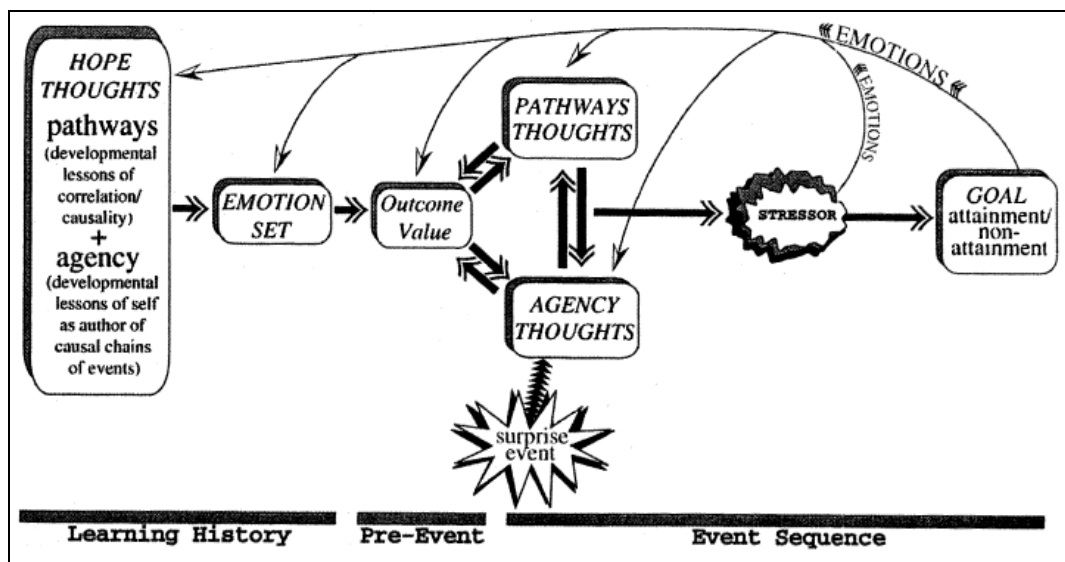 HOPE
THOUGHTS
pathways
(developmental
lessons of
correlation/
causality)
+
agency
(developmental
lessons of self
as author of
causal chains
of events)
EMOTION
SET
Outcome
Value
PATHWAYS
THOUGHTS
AGENCY
THOUGHTS
surprise
event
STRESSOR
EMOTIONS
EMOTIONS
GOAL
attainment/
non-
attainment
Learning History
Pre-Event
Event Sequence